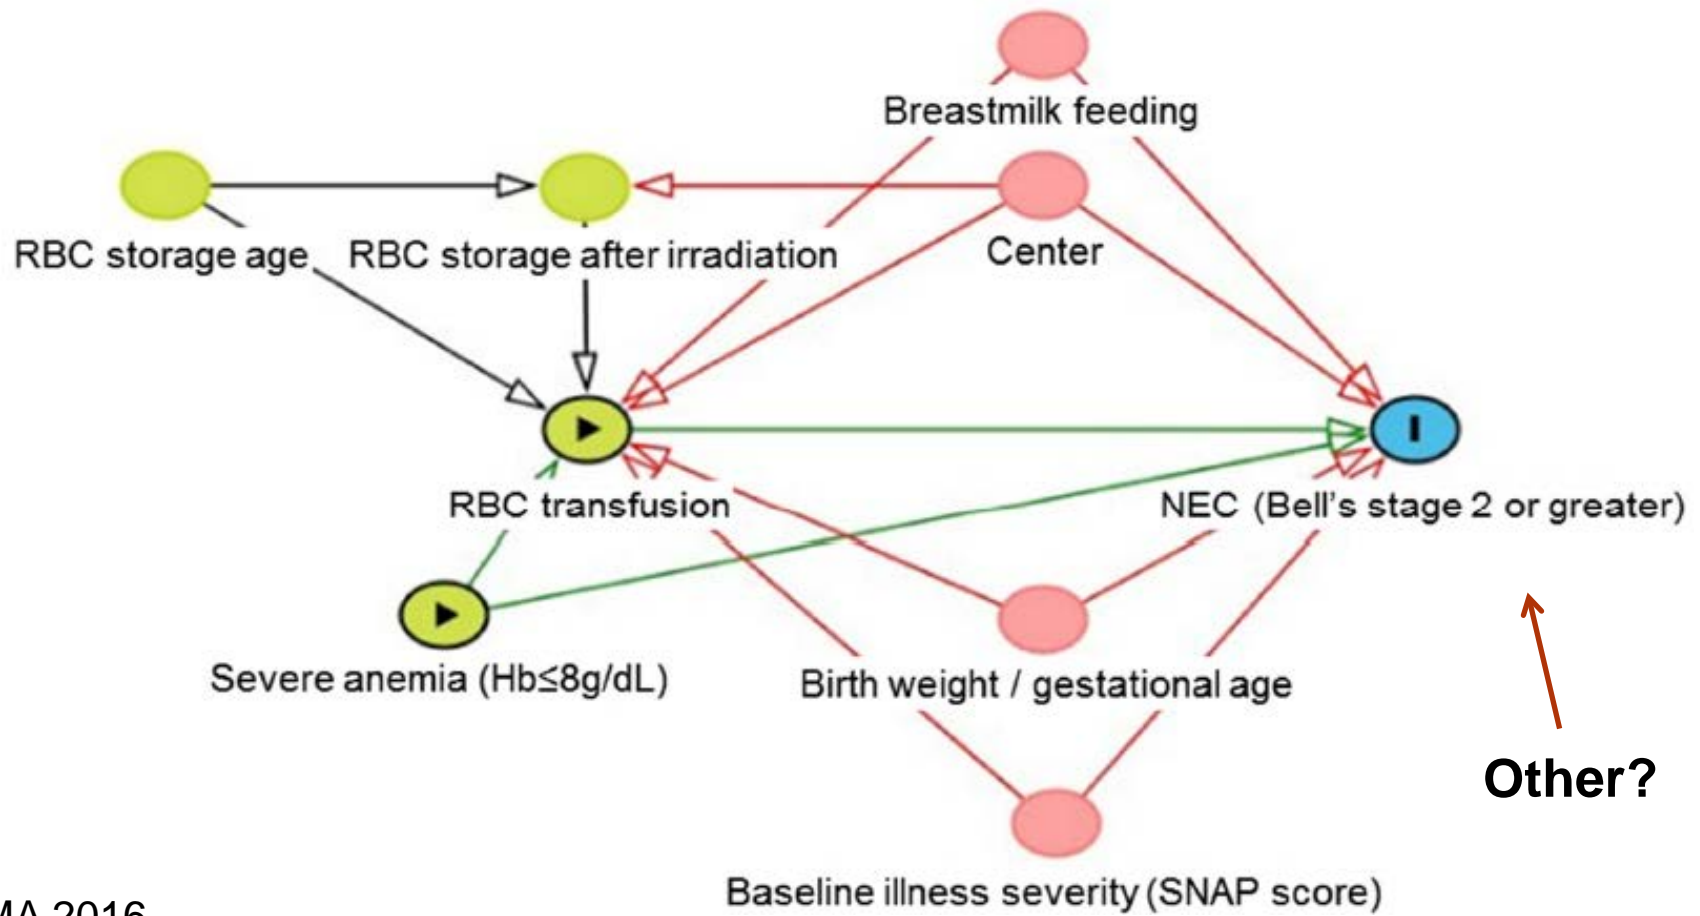 Breastmilk feeding
RBC storage age
RBC storage after irradiation
Center
RBC transfusion
NEC (Bell's stage 2 or greater)
Severe anemia (Hb≤8g/dL)
Birth weight / gestational age
Other?
Baseline illness severity (SNAP score)
2016